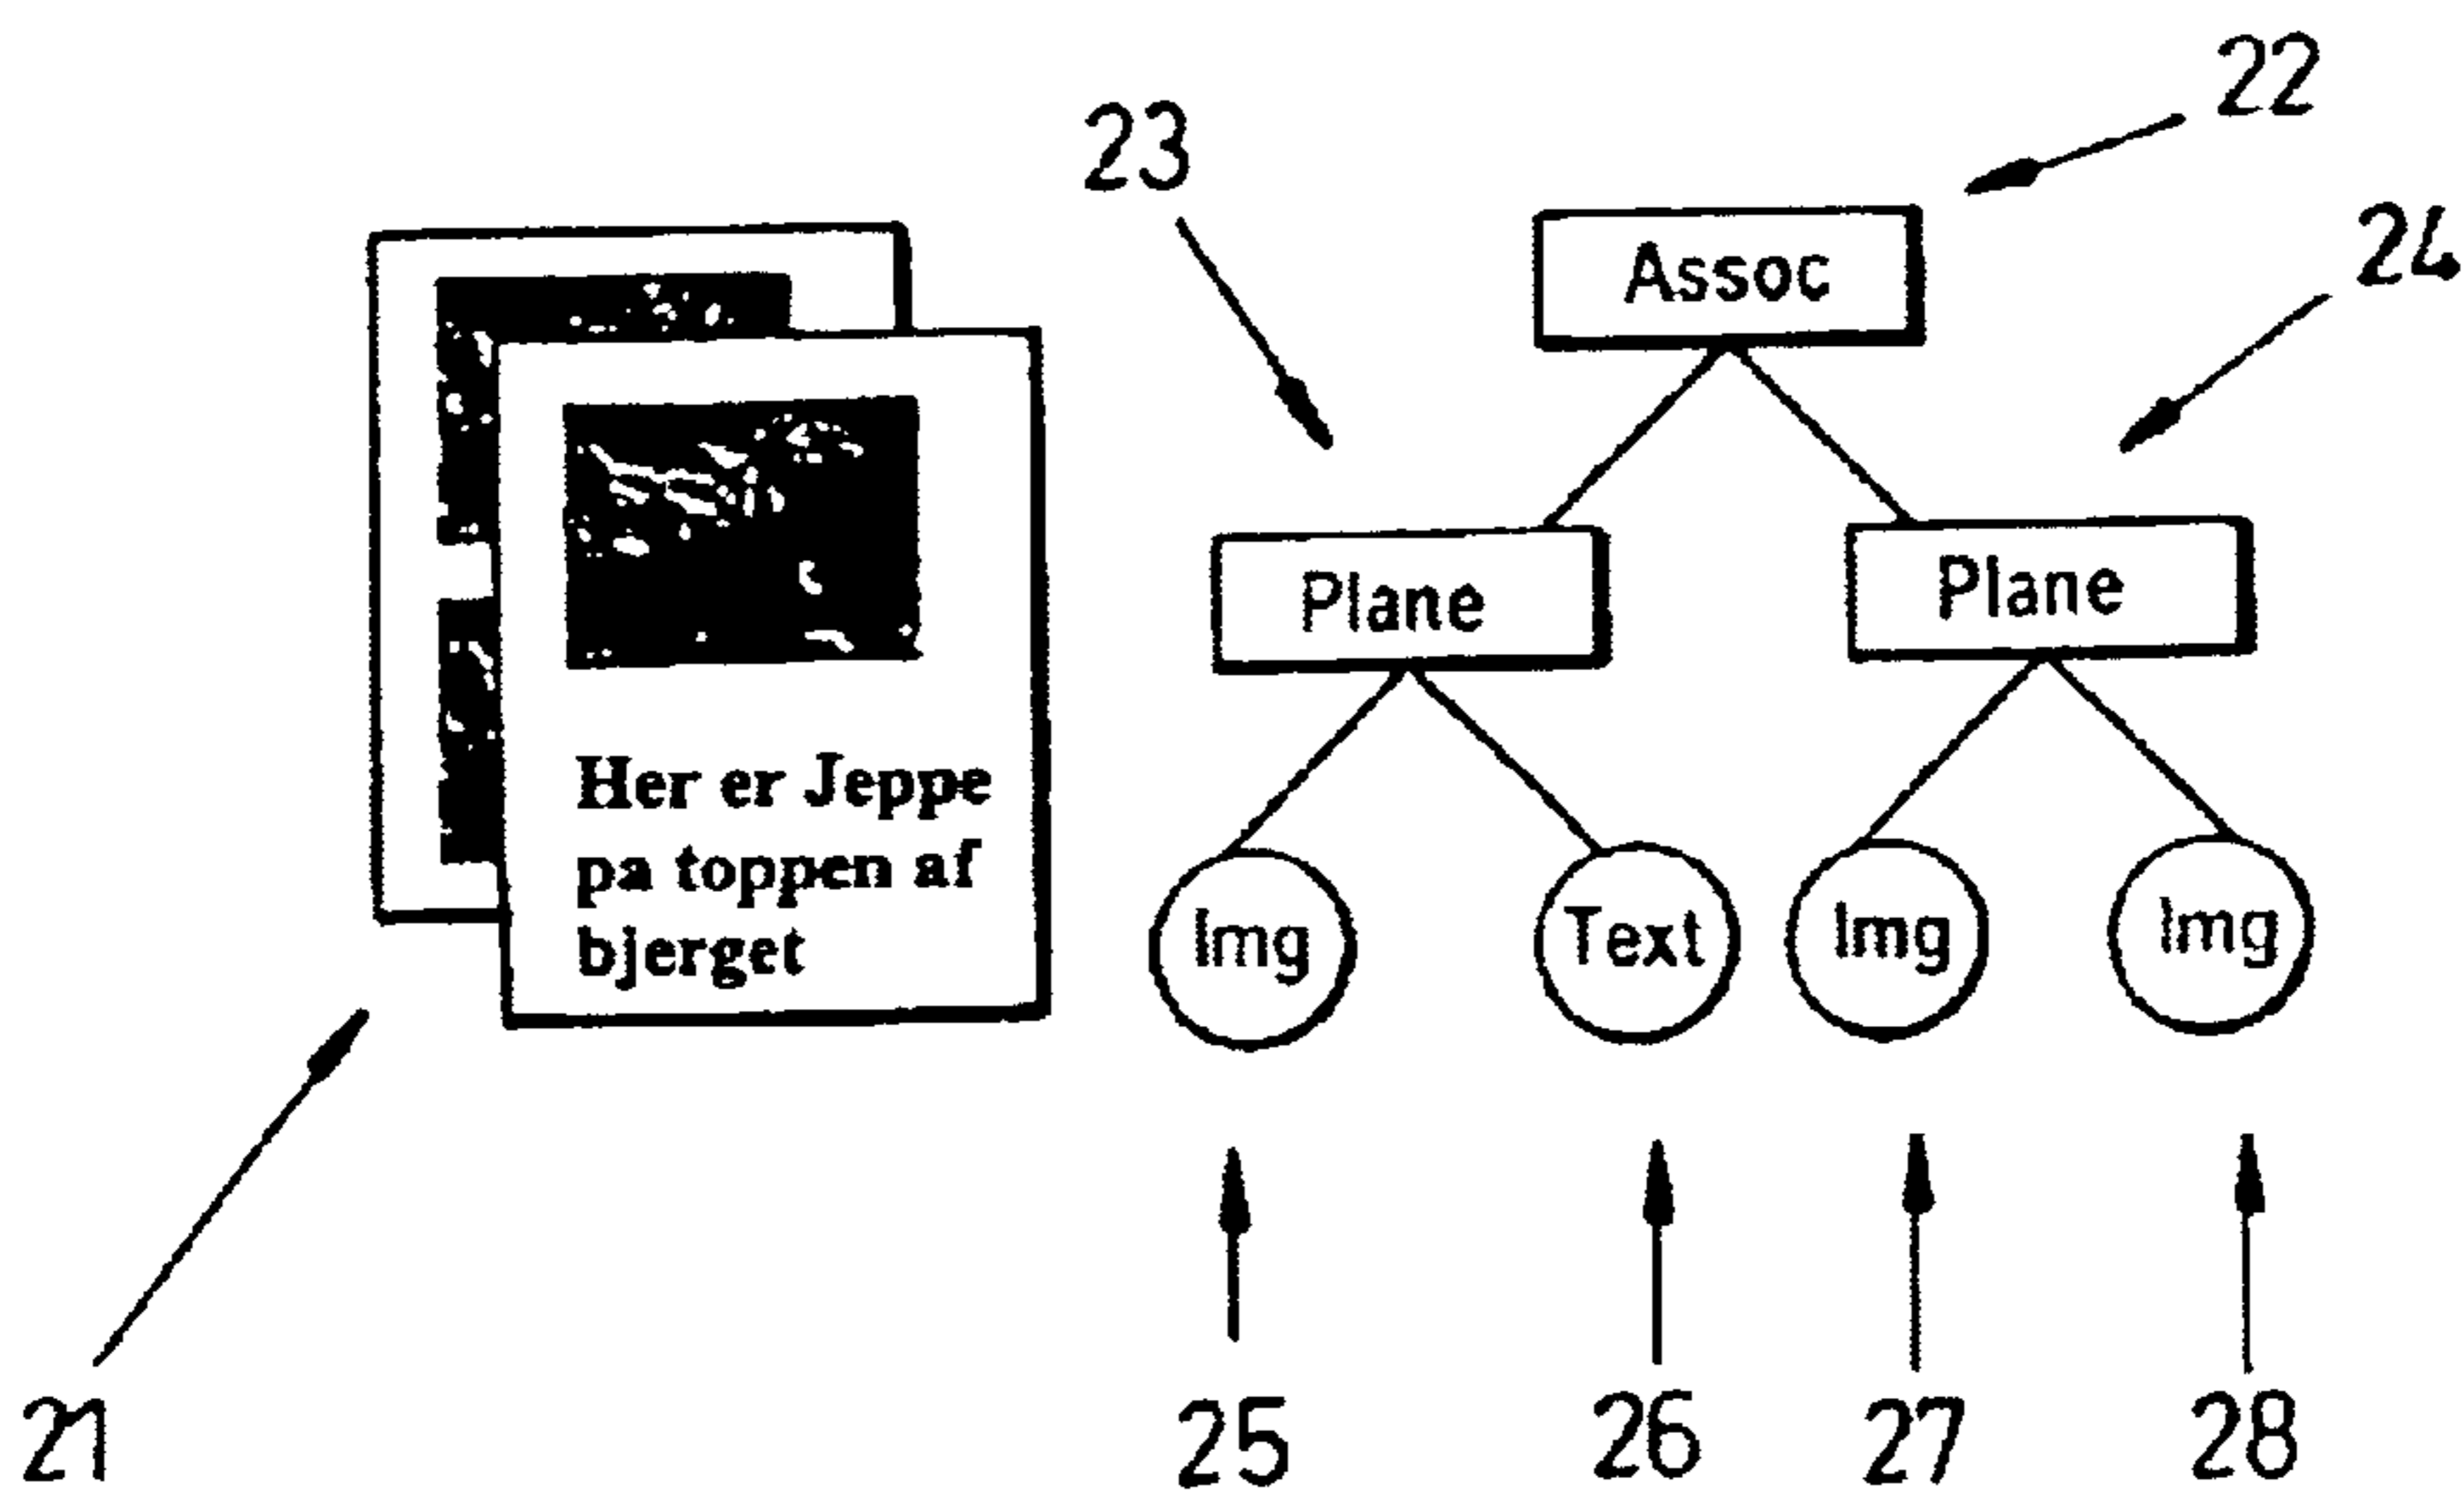 22
23
24
Assoc
Plane
Plane
Her er Jeppe
pa toppen af
bjerget
Img
Text
Img
Img
21
25
26
27
28